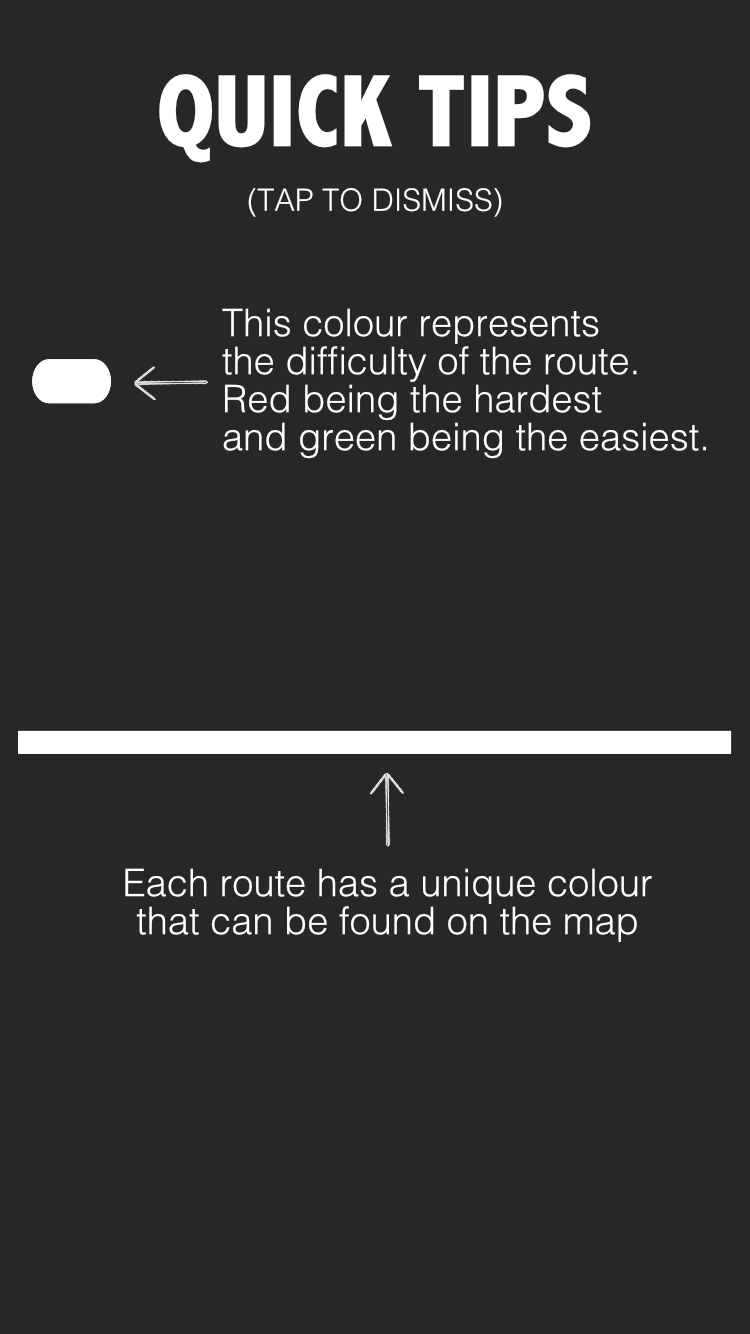 QUICK TIPS
(TAP TO DISMISS)
This colour represents
the difficulty of the route.
Red being the hardest
and green being the easiest.
Each route has a unique colour
that can be found on the map